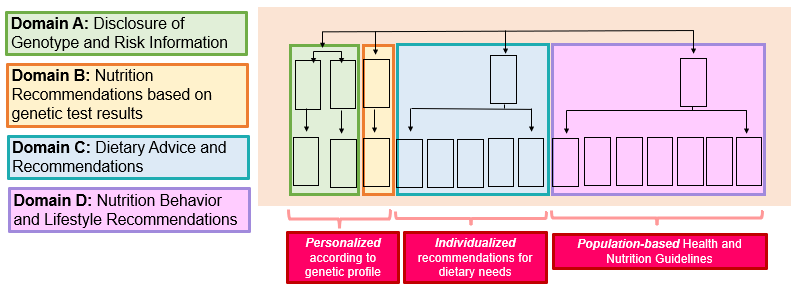 Domain A: Disclosure of
Genotype and Risk Information
Domain B: Nutrition
Recommendations based on
genetic test results
Domain C: Dietary Advice and
Recommendations
Domain D: Nutrition Behavior
and Lifestyle Recommendations
Personalized
according to
genetic profile
Individualized
recommendations for
dietary needs
Population-based Health and
Nutrition Guidelines